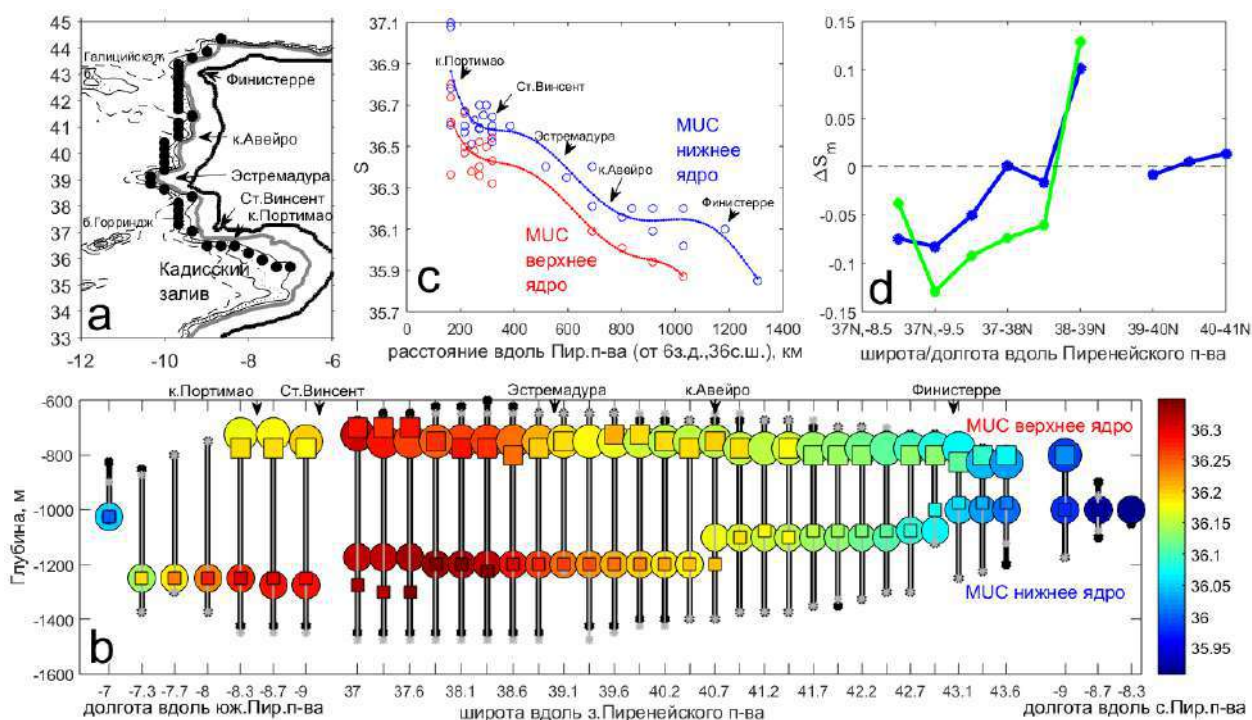 45
44
43
42
41
40
39
38
37
36
35
34
33
Галицийская
б.
Финистерре
к.Авейро
Эстремадура
Ст.Винсент
к.Портимао
б.Горриндж
Кадисский
залив
a
-12
-10
-8
-6
37.1
36.9
36.7
36.5
36.3
36.1
35.9
35.7
S
к.Портимао
Ст.Винсент
Эстремадура
к.Авейро
Финистерре
MUC
нижнее
ядро
MUC
верхнее
ядро
c
0 200 400 600 800 1000 1200 1400
расстояние вдоль Пир.п-ва (от 6з.д.,36с.ш.), км
0.15
0.1
0.05
0
-0.05
-0.1
-0.15
ΔSm
d
37N,-8.5 37N,-9.5 37-38N 38-39N 39-40N 40-41N
широта/долгота вдоль Пиренейского п-ва
к.Портимао Ст.Винсент Эстремадура к.Авейро Финистерре
-600
-800
-1000
-1200
-1400
-1600
Глубина, м
MUC верхнее ядро
MUC нижнее ядро
b
-7 -7.3 -7.7 -8 -8.3 -8.7 -9 37 37.6 38.1 38.6 39.1 39.6 40.2 40.7 41.2 41.7 42.2 42.7 43.1 43.6 -9 -8.7 -8.3
долгота вдоль юж.Пир.п-ва широта вдоль з.Пиренейского п-ва долгота вдоль с.Пир.п-ва
36.3
36.25
36.2
36.15
36.1
36.05
36
35.95